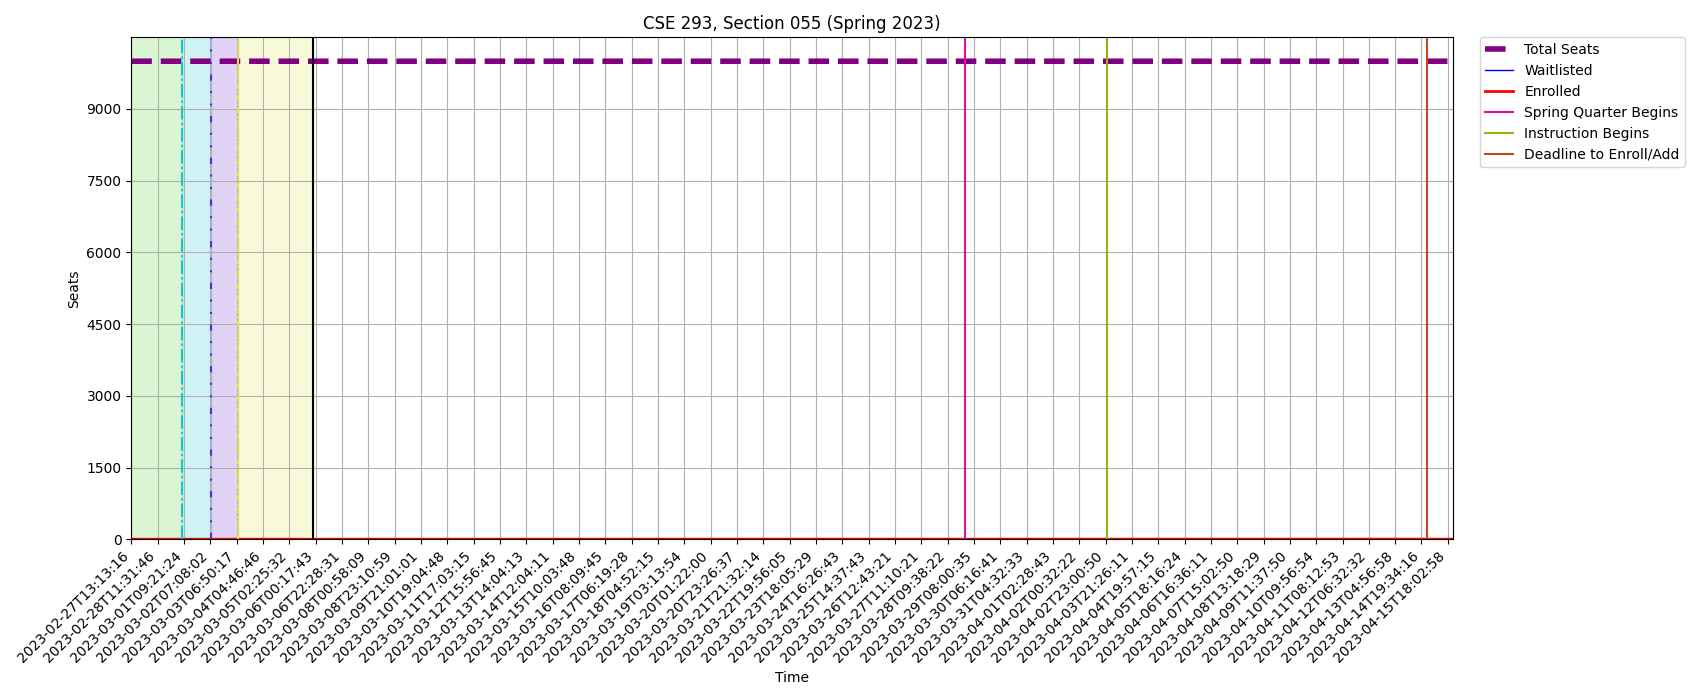 CSE 293, Section 055 (Spring 2023)
Total Seats
Waitlisted
Enrolled
Spring Quarter Begins
Instruction Begins
Deadline to Enroll/Add
Seats
9000
7500
6000
4500
3000
1500
0
2023-02-27T13:13:16
2023-02-28T11:31:46
2023-03-01T09:21:24
2023-03-02T07:08:02
2023-03-03T06:50:17
2023-03-04T04:46:46
2023-03-05T02:25:32
2023-03-06T00:17:43
2023-03-06T22:28:31
2023-03-08T00:58:09
2023-03-08T23:10:59
2023-03-09T21:01:01
2023-03-10T19:04:48
2023-03-11T17:03:15
2023-03-12T15:56:45
2023-03-13T14:04:13
2023-03-14T12:04:11
2023-03-15T10:03:48
2023-03-16T08:09:45
2023-03-17T06:19:28
2023-03-18T04:52:15
2023-03-19T03:13:54
2023-03-20T01:22:00
2023-03-20T23:26:37
2023-03-21T21:32:14
2023-03-22T19:56:05
2023-03-23T18:05:29
2023-03-24T16:26:43
2023-03-25T14:37:43
2023-03-26T12:43:21
2023-03-27T11:10:21
2023-03-28T09:38:22
2023-03-29T08:00:35
2023-03-30T06:16:41
2023-03-31T04:32:33
2023-04-01T02:28:43
2023-04-02T00:32:22
2023-04-02T23:00:50
2023-04-03T21:26:11
2023-04-04T19:57:15
2023-04-05T18:16:24
2023-04-06T16:36:11
2023-04-07T15:02:50
2023-04-08T13:18:29
2023-04-09T11:37:50
2023-04-10T09:56:54
2023-04-11T08:12:53
2023-04-12T06:32:32
2023-04-13T04:56:58
2023-04-14T19:34:16
2023-04-15T18:02:58
Time